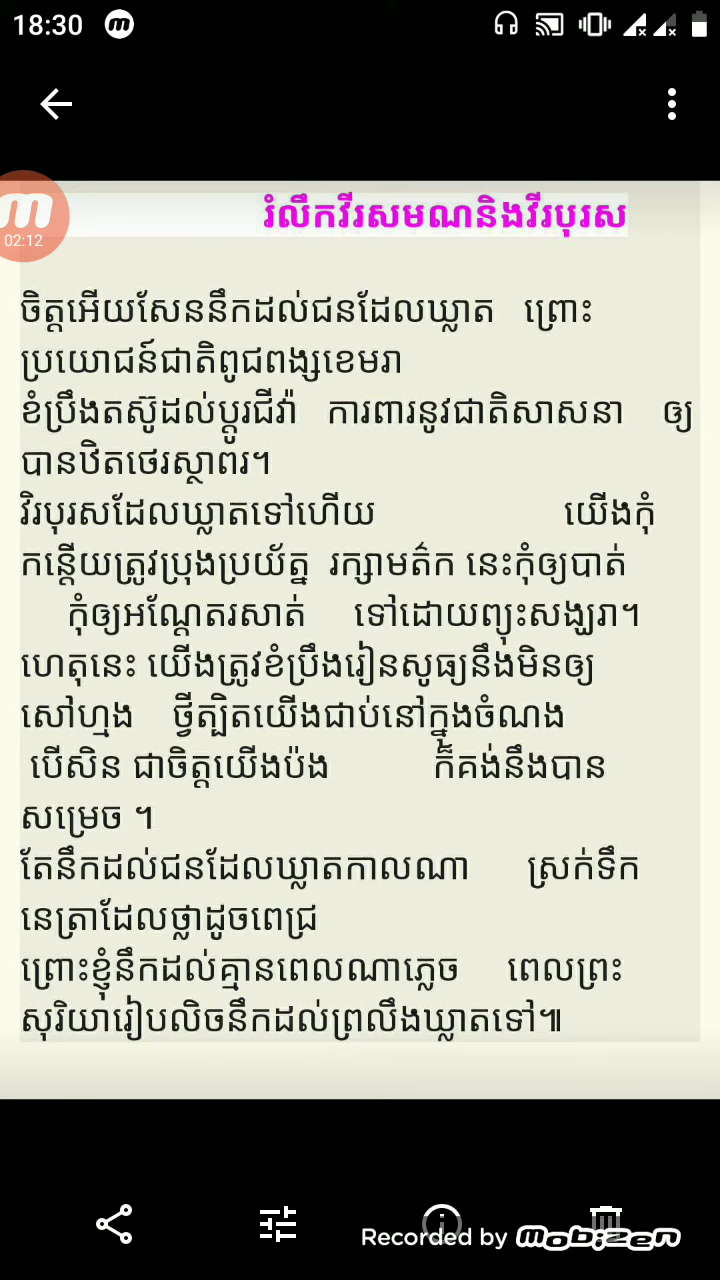 18:30
រំលឹកវីរសមណនិងវីរបុរស
02:12
ចិត្តអើយសែននឹកដល់ជនដែលឃ្លាត ព្រោះ
ប្រយោជន៍ជាតិពូជពង្សខេមរា
ខំប្រឹងតស៊ូដល់ប្តូរជីវ៉ា ការពារនូវជាតិសាសនា ឲ្យ
បានឋិតថេរស្ថាពរ។
វិរបុរសដែលឃ្លាតទៅហើយ យើងកុំ
កន្តើយត្រូវប្រុងប្រយ័ត្ន រក្សាមត៌ក នេះកុំឲ្យបាត់
កុំឲ្យអណ្តែតរសាត់ ទៅដោយព្យុះសង្ឃរា។
ហេតុនេះ យើងត្រូវខំប្រឹងរៀនសូធ្យនឹងមិនឲ្យ
សៅហ្មង ថ្វីត្បិតយើងជាប់នៅក្នុងចំណង
បើសិន ជាចិត្តយើងប៉ង ក៏គង់នឹងបាន
សម្រេច ។
តែនឹកដល់ជនដែលឃ្លាតកាលណា ស្រក់ទឹក
នេត្រាដែលថ្លាដូចពេជ្រ
ព្រោះខ្ញុំនឹកដល់គ្មានពេលណាភ្លេច ពេលព្រះ
សុរិយារៀបលិចនឹកដល់ព្រលឹងឃ្លាតទៅ៕
Recorded by mobizen